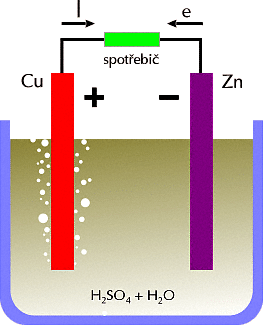 I
e
spotřebič
Cu
+
−
Zn
H₂SO₄ + H₂O